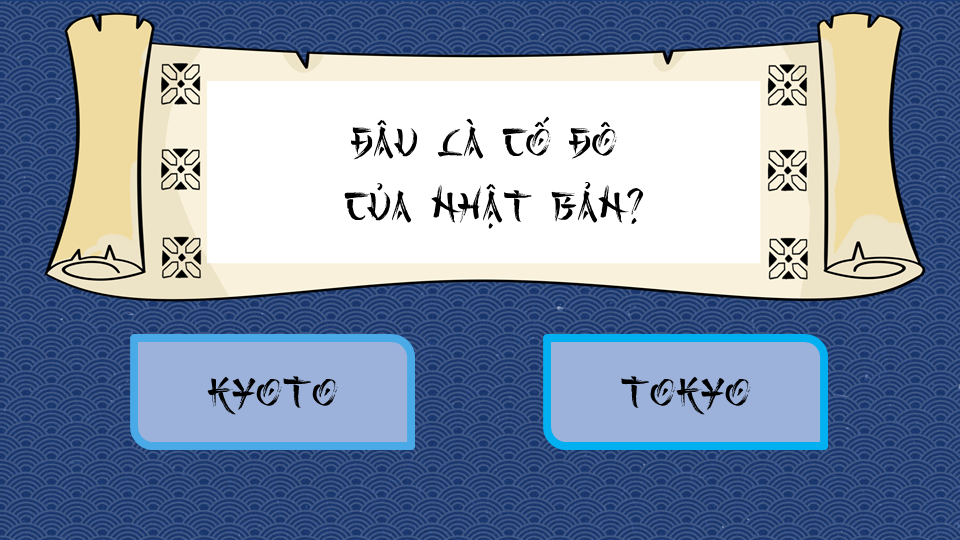 ĐÂU LÀ CỐ ĐÔ
CỦA NHẬT BẢN?
KYOTO
TOKYO